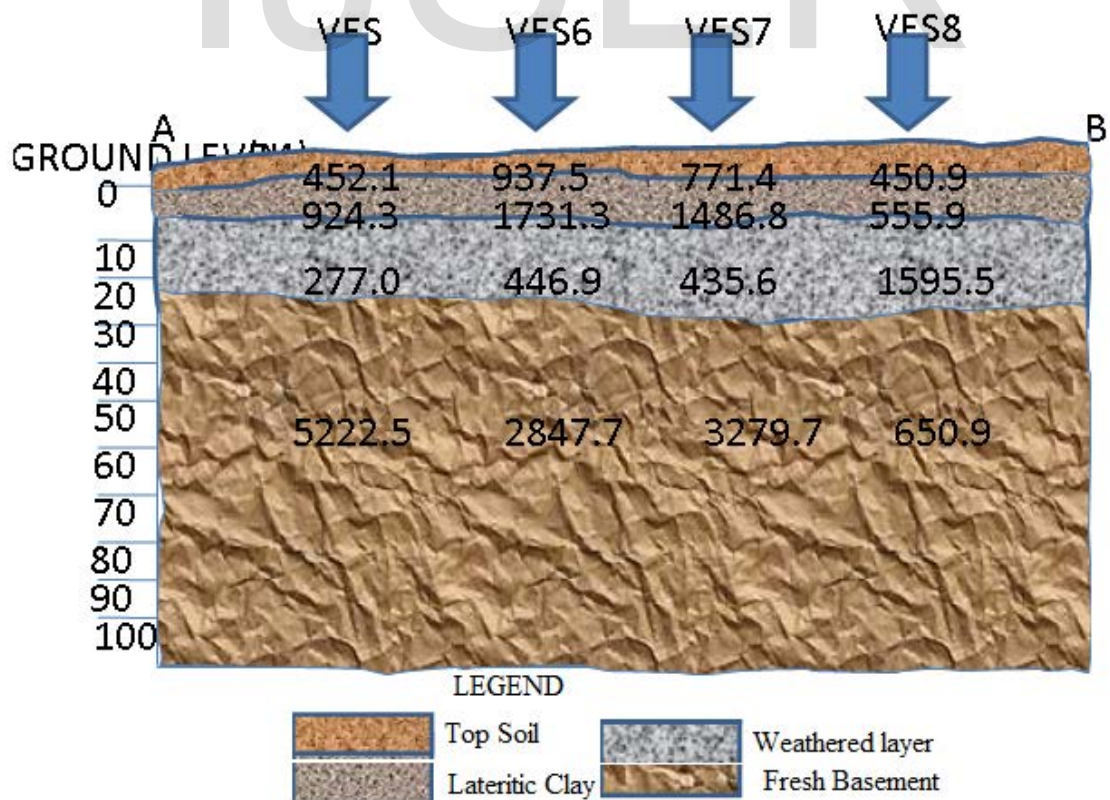 VES VES6 VES7 VES8
A B
GROUND
0
452.1 937.5 771.4 450.9
924.3 1731.3 1486.8 555.9
10
20
277.0 446.9 435.6 1595.5
30
40
50
5222.5 2847.7 3279.7 650.9
60
70
80
90
100
LEGEND
Top Soil
Weathered layer
Lateritic Clay
Fresh Basement